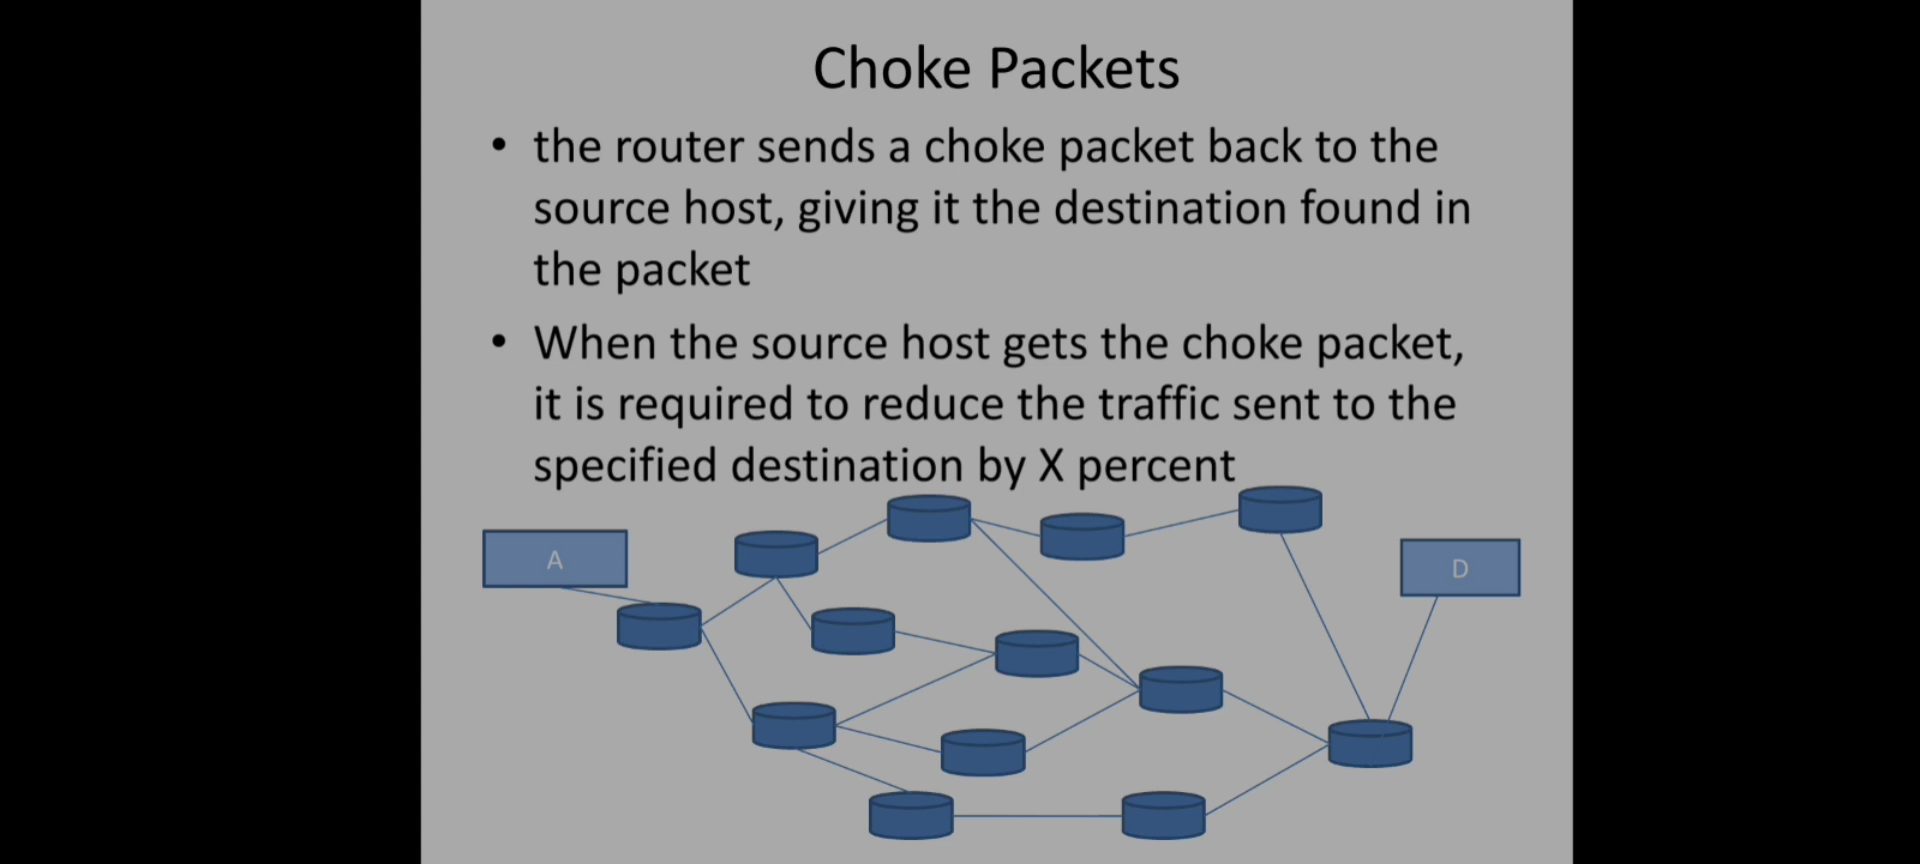 Choke Packets
• the router sends a choke packet back to the
source host, giving it the destination found in
the packet
• When the source host gets the choke packet,
it is required to reduce the traffic sent to the
specified destination by X percent
A
D